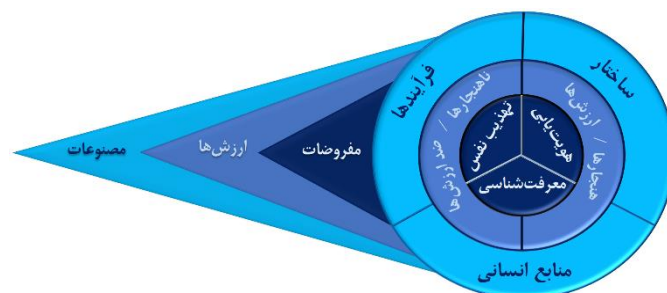 ساختار
فرآیندها
منابع انسانی
هنجارها / ارزش‌ها
ناهنجارها / ضد ارزش‌ها
هویت‌یابی
تهذیب نفس
معرفت‌شناسی
مفروضات
ارزش‌ها
مصنوعات